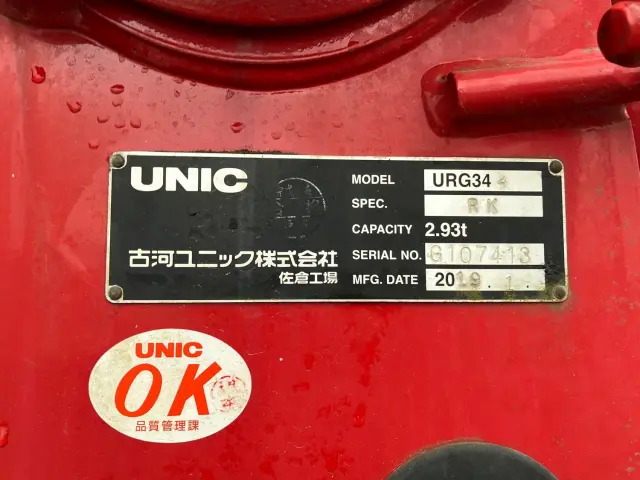 UNIC
MODEL URG34 4
SPEC. RK
CAPACITY 2.93t
SERIAL NO. G107413
MFG. DATE 2019. 1.
古河ユニック株式会社
佐倉工場
UNIC
OK
品質管理課